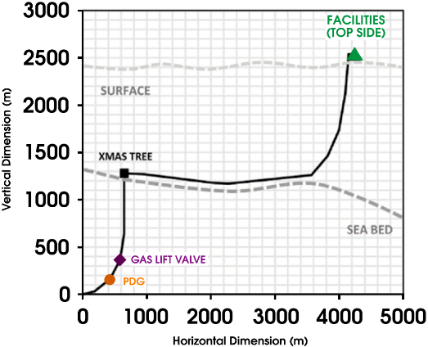 3000
FACILITIES
(TOP SIDE)
2500
SURFACE
2000
Vertical Dimension (m)
XMAS TREE
1500
1000
SEA BED
500
GAS LIFT VALVE
PDG
0
0 1000 2000 3000 4000 5000
Horizontal Dimension (m)